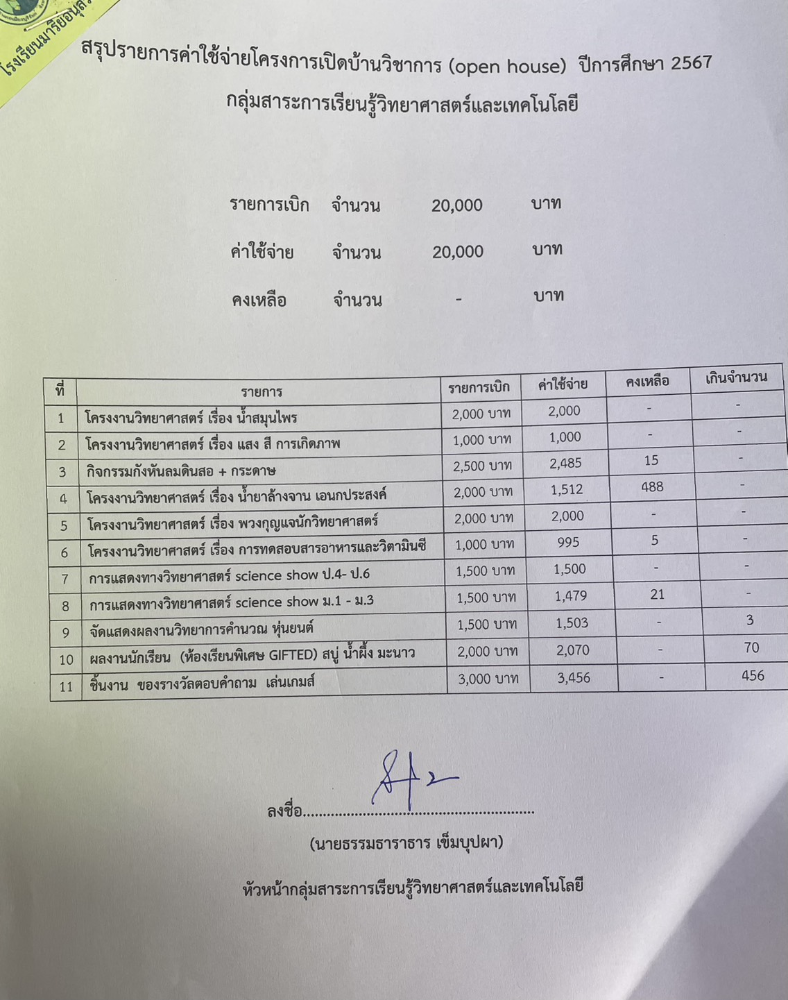 โรงเรียนมารีย์อนุส
สรุปรายการค่าใช้จ่ายโครงการเปิดบ้านวิชาการ (open house) ปีการศึกษา 2567
กลุ่มสาระการเรียนรู้วิทยาศาสตร์และเทคโนโลยี
รายการเบิก จำนวน 20,000 บาท
ค่าใช้จ่าย จำนวน 20,000 บาท
คงเหลือ จำนวน - บาท
ที่ รายการ รายการเบิก ค่าใช้จ่าย คงเหลือ เกินจำนวน
1 โครงงานวิทยาศาสตร์ เรื่อง น้ำสมุนไพร 2,000 บาท 2,000 - -
2 โครงงานวิทยาศาสตร์ เรื่อง แสง สี การเกิดภาพ 1,000 บาท 1,000 - -
3 กิจกรรมกังหันลมดินสอ + กระดาษ 2,500 บาท 2,485 15 -
4 โครงงานวิทยาศาสตร์ เรื่อง น้ำยาล้างจาน เอนกประสงค์ 2,000 บาท 1,512 488 -
5 โครงงานวิทยาศาสตร์ เรื่อง พวงกุญแจนักวิทยาศาสตร์ 2,000 บาท 2,000 - -
6 โครงงานวิทยาศาสตร์ เรื่อง การทดสอบสารอาหารและวิตามินซี 1,000 บาท 995 5 -
7 การแสดงทางวิทยาศาสตร์ science show ป.4- ป.6 1,500 บาท 1,500 - -
8 การแสดงทางวิทยาศาสตร์ science show ม.1 - ม.3 1,500 บาท 1,479 21 -
9 จัดแสดงผลงานวิทยาการคำนวณ หุ่นยนต์ 1,500 บาท 1,503 - 3
10 ผลงานนักเรียน (ห้องเรียนพิเศษ GIFTED) สบู่ น้ำผึ้ง มะนาว 2,000 บาท 2,070 - 70
11 ชิ้นงาน ของรางวัลตอบคำถาม เล่นเกมส์ 3,000 บาท 3,456 - 456
ลงชื่อ..........................................................
(นายธรรมธาราธาร เข็มบุปผา)
หัวหน้ากลุ่มสาระการเรียนรู้วิทยาศาสตร์และเทคโนโลยี